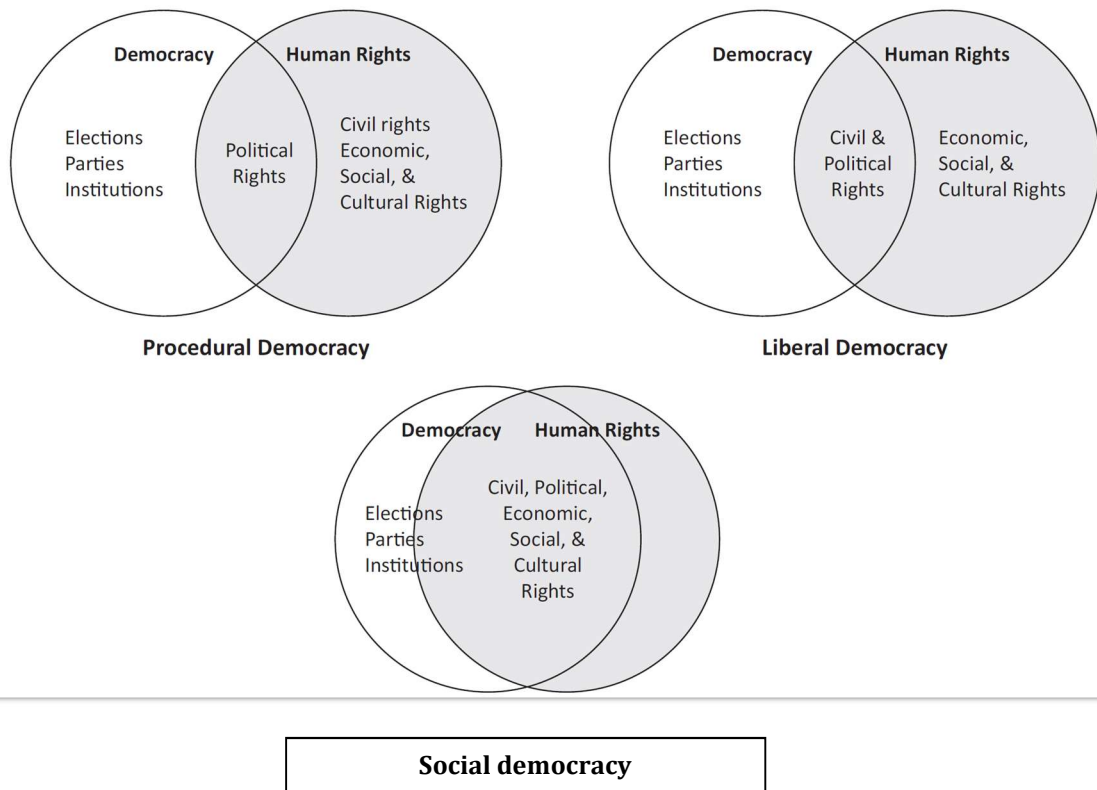 Democracy
Human Rights
Elections
Parties
Institutions
Political
Rights
Civil rights
Economic,
Social, &
Cultural Rights
Procedural Democracy
Democracy
Human Rights
Elections
Parties
Institutions
Civil &
Political
Rights
Economic,
Social, &
Cultural Rights
Liberal Democracy
Democracy
Human Rights
Elections
Parties
Institutions
Civil, Political,
Economic,
Social, &
Cultural
Rights
Social democracy